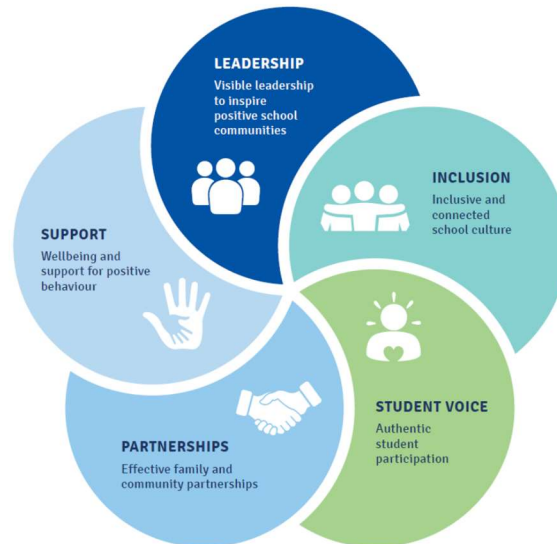 LEADERSHIP
Visible leadership
to inspire
positive school
communities
INCLUSION
Inclusive and
connected
school culture
STUDENT VOICE
Authentic
student
participation
PARTNERSHIPS
Effective family and
community partnerships
SUPPORT
Wellbeing and
support for positive
behaviour